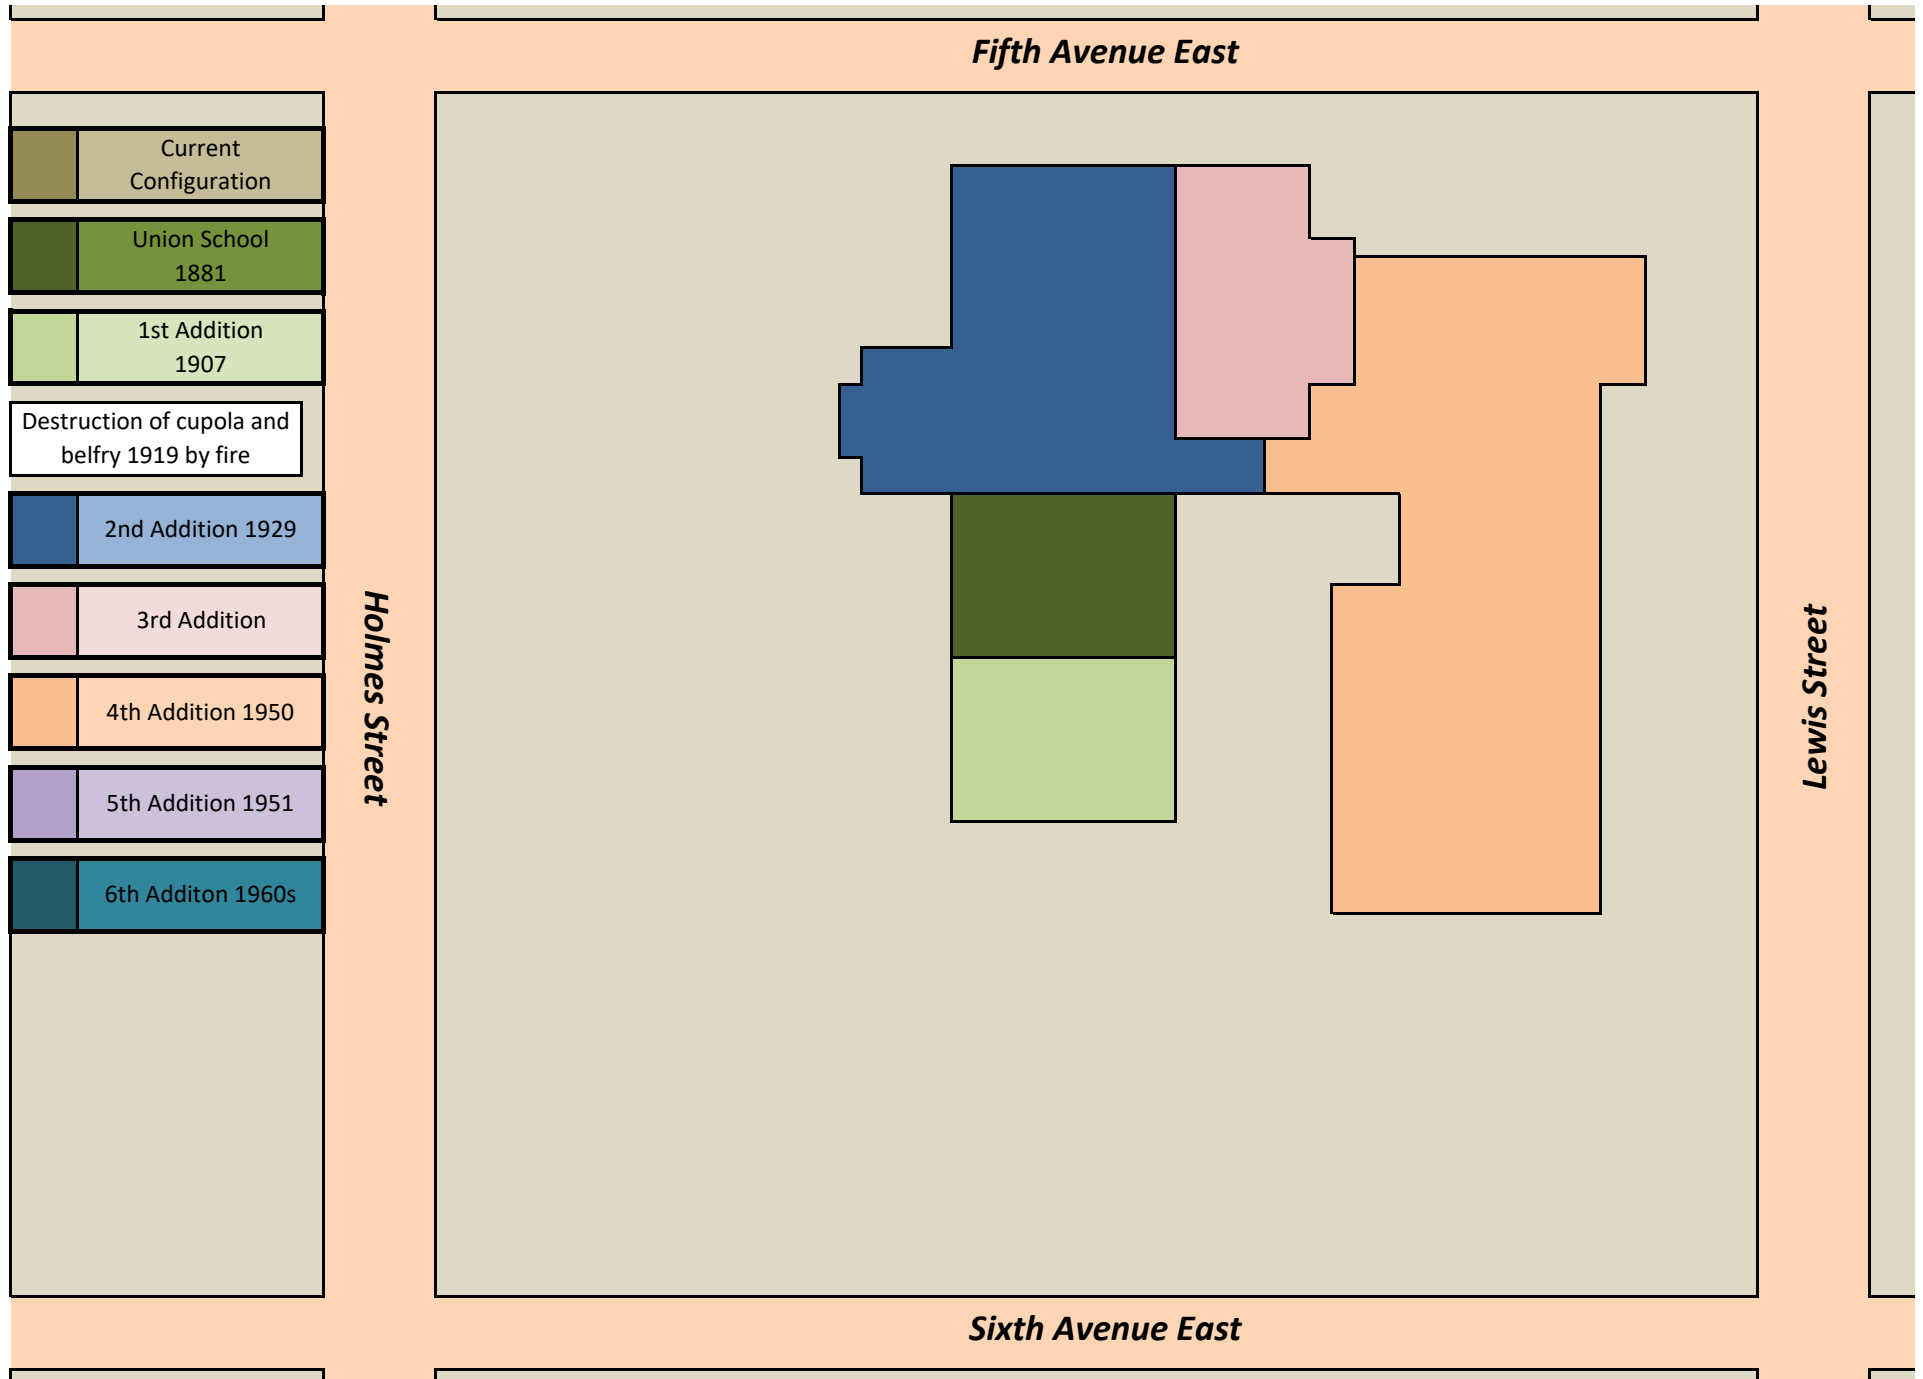 Fifth Avenue East
Current
Configuration
Union School
1881
1st Addition
1907
Destruction of cupola and
belfry 1919 by fire
2nd Addition 1929
3rd Addition
4th Addition 1950
5th Addition 1951
6th Additon 1960s
Holmes Street
Lewis Street
Sixth Avenue East